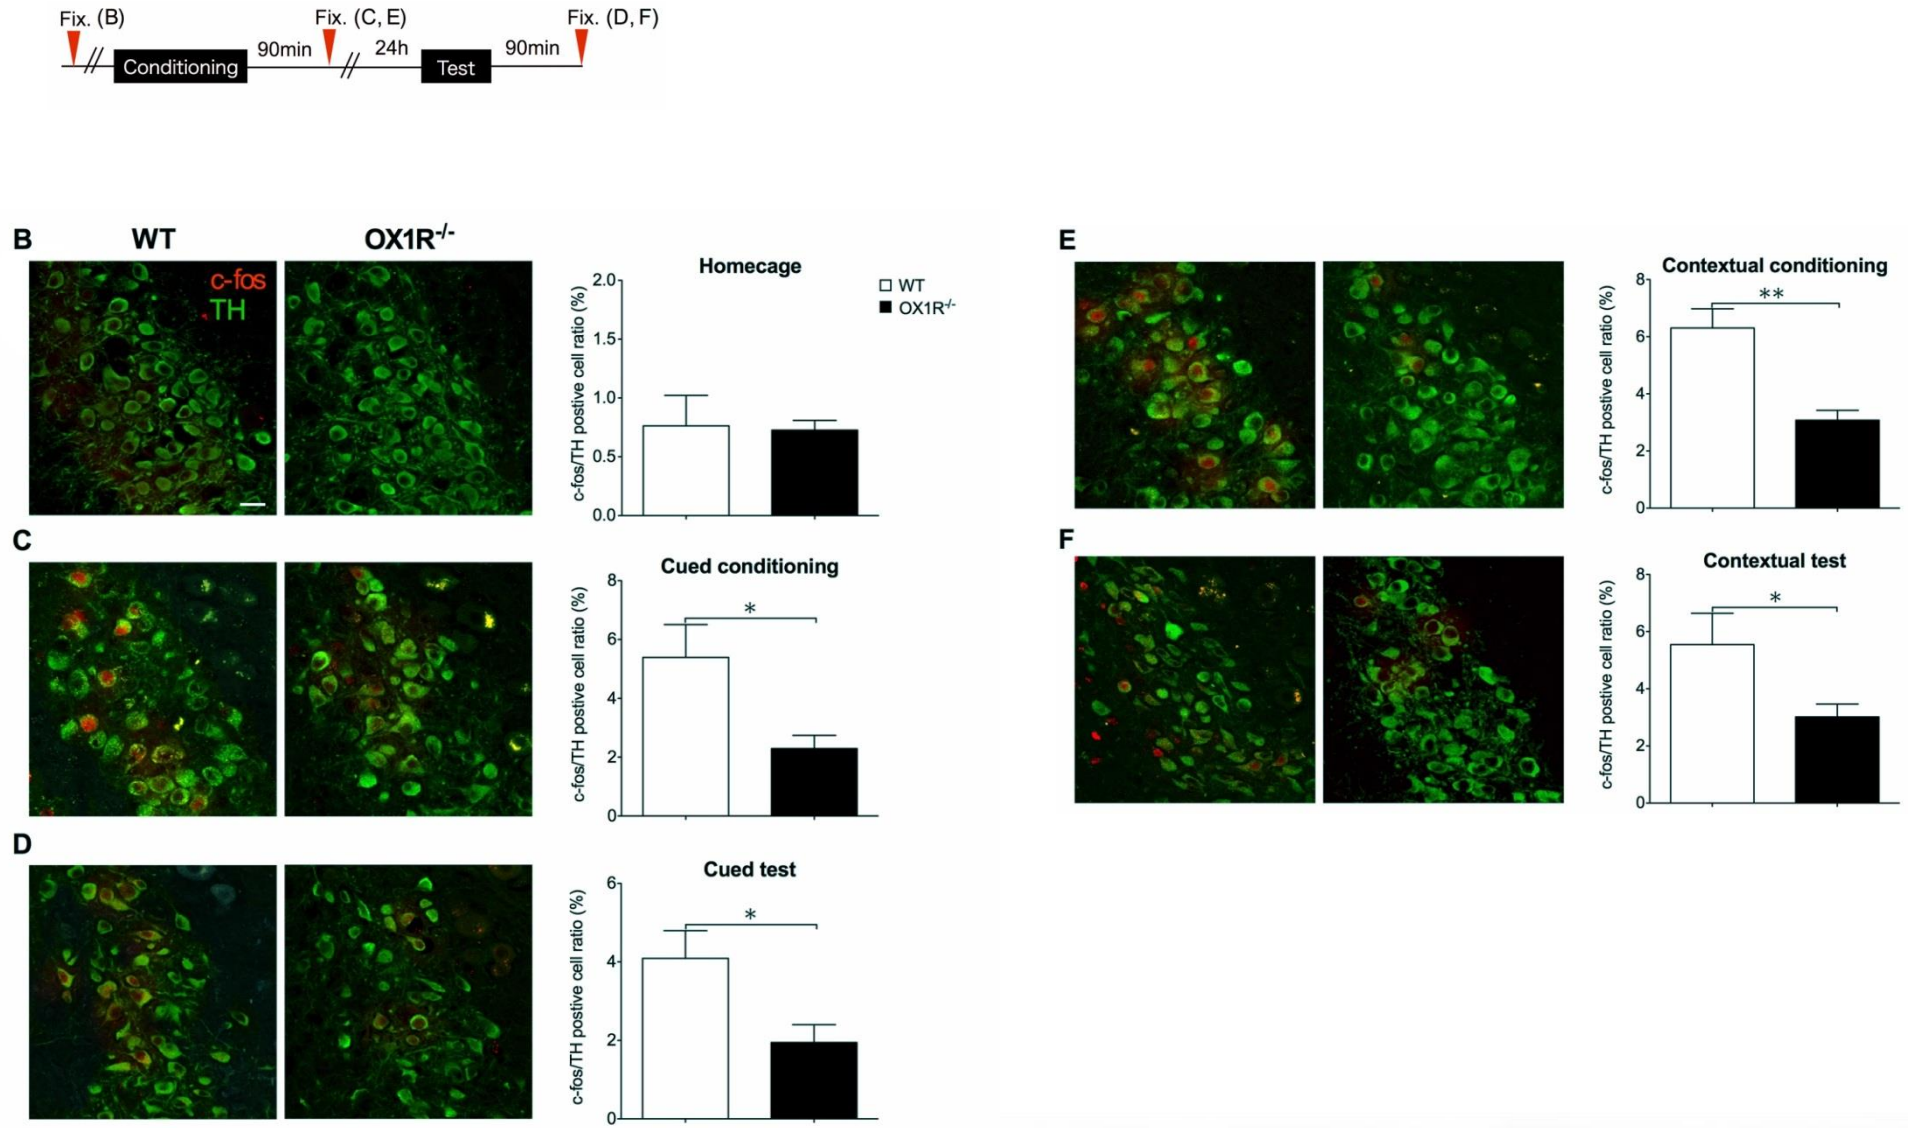 Fix. (B)
Fix. (C, E)
Fix. (D, F)
Conditioning
90min
24h
Test
90min
B
WT
OX1R-/-
c-fos
TH
Homecage
c-fos/TH postive cell ratio (%)
2.0
1.5
1.0
0.5
0.0
WT
OX1R-/-
C
Cued conditioning
c-fos/TH postive cell ratio (%)
8
6
4
2
0
*
D
Cued test
c-fos/TH postive cell ratio (%)
6
4
2
0
*
E
Contextual conditioning
c-fos/TH postive cell ratio (%)
8
6
4
2
0
**
F
Contextual test
c-fos/TH postive cell ratio (%)
8
6
4
2
0
*